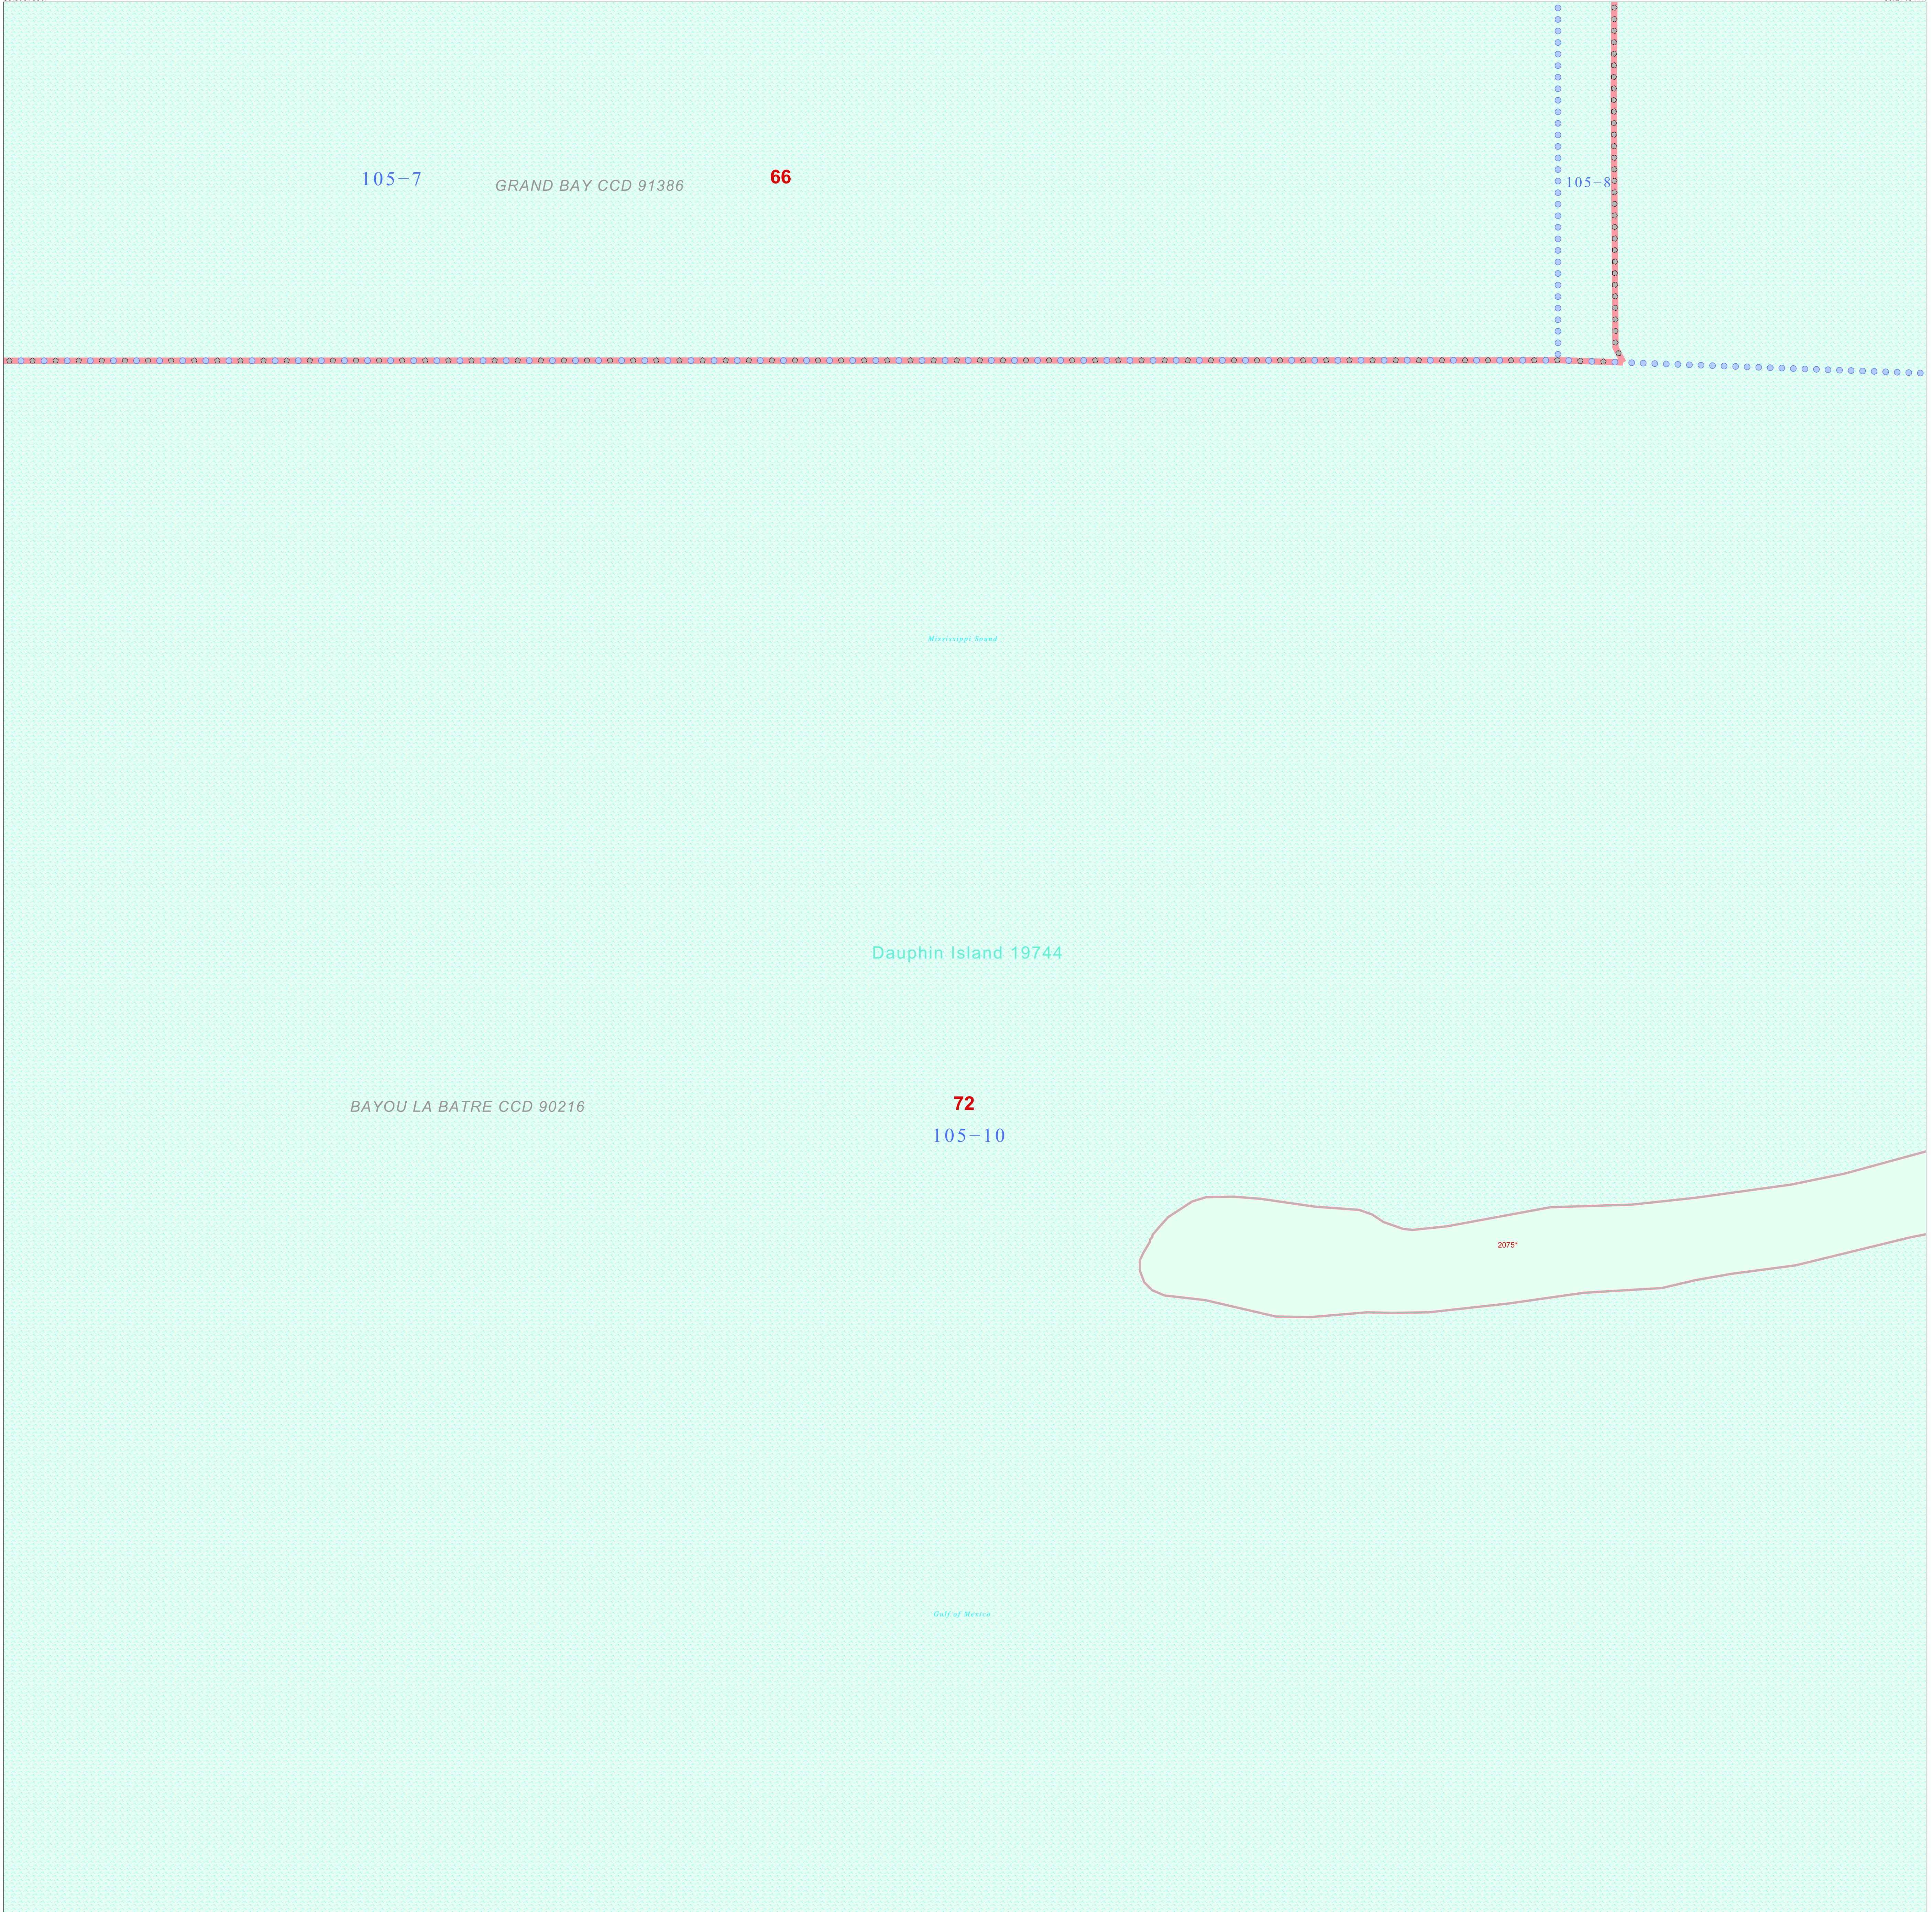 105−7
GRAND BAY CCD 91386
66
105−8
Mississippi Sound
Dauphin Island 19744
BAYOU LA BATRE CCD 90216
72
105−10
2075*
Gulf of Mexico